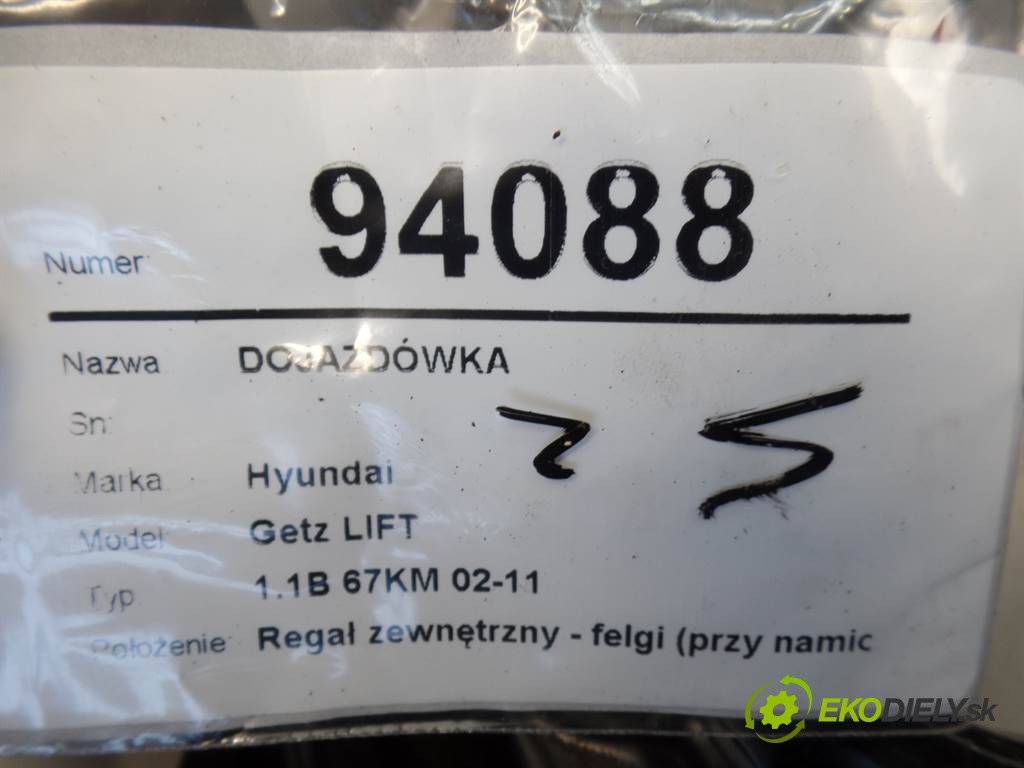 Numer: 94088
Nazwa DOJAZDÓWKA
Sn:
Marka Hyundai
Model Getz LIFT
Typ 1.1B 67KM 02-11
Położenie: Regał zewnętrzny - felgi (przy namic
EKODIELY.sk